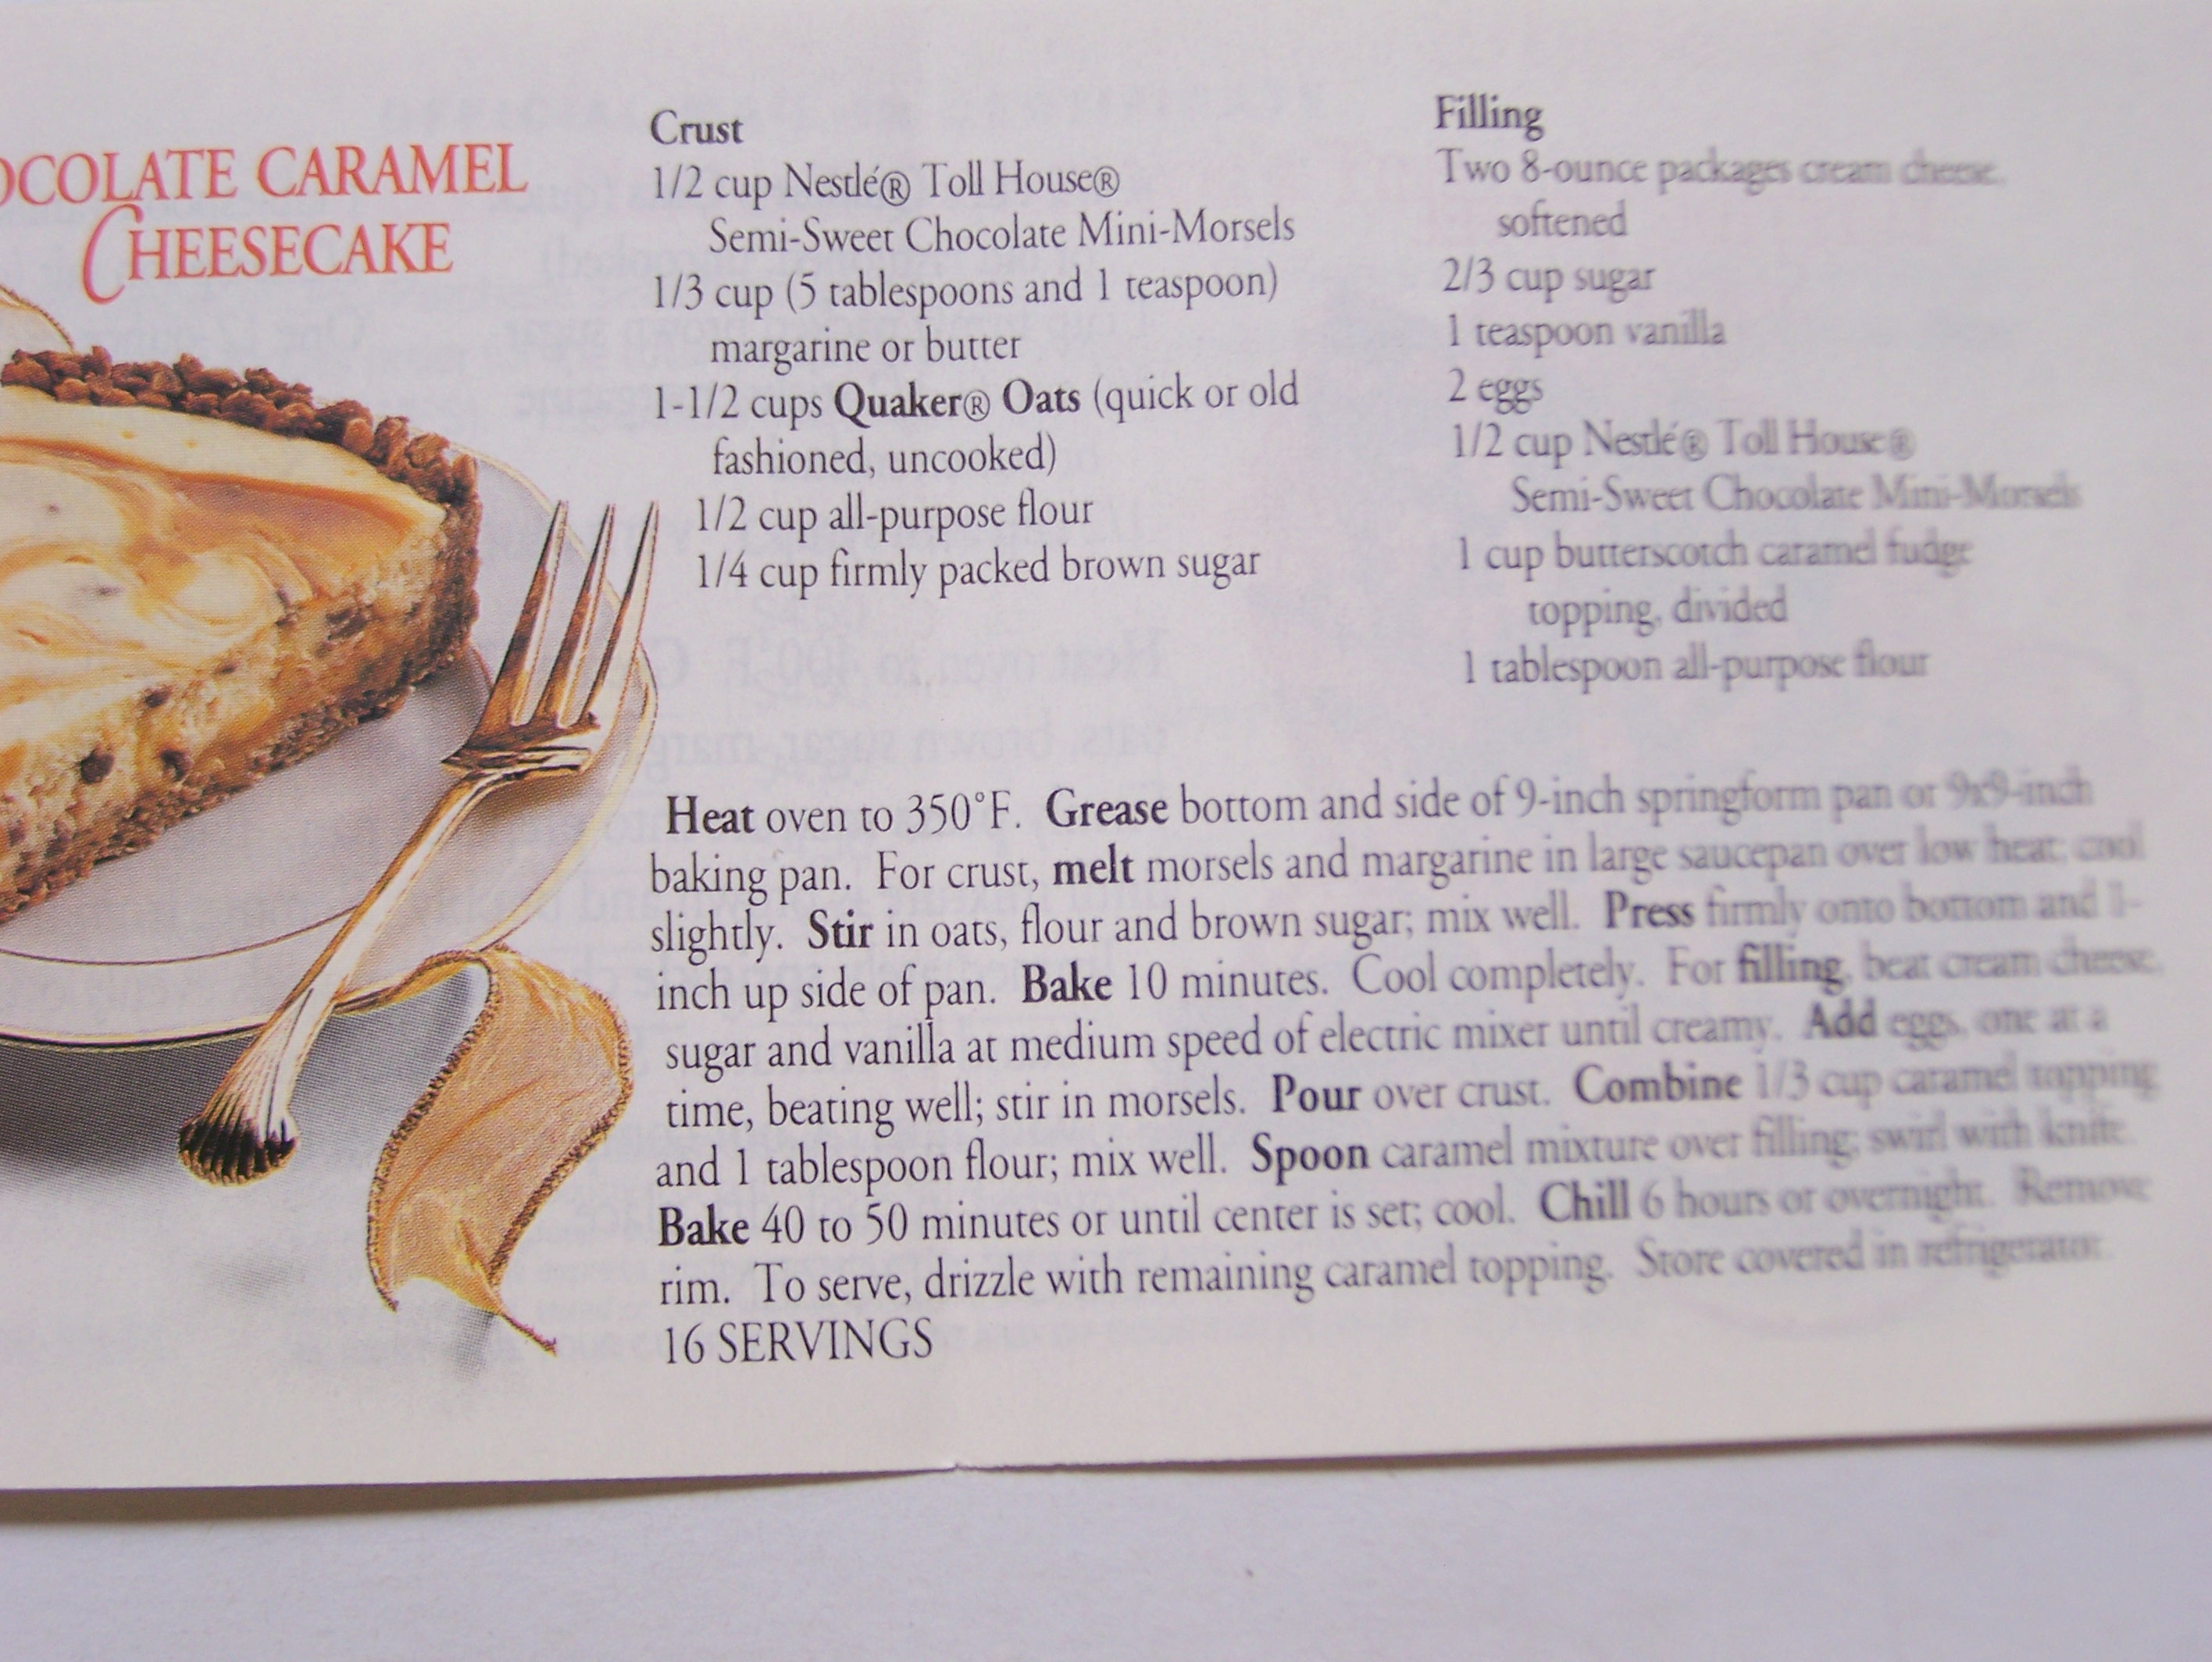 OCOLATE CARAMEL
CHEESECAKE
Crust
1/2 cup Nestlé® Toll House®
Semi-Sweet Chocolate Mini-Morsels
1/3 cup (5 tablespoons and 1 teaspoon)
margarine or butter
1-1/2 cups Quaker® Oats (quick or old
fashioned, uncooked)
1/2 cup all-purpose flour
1/4 cup firmly packed brown sugar
Filling
Two 8-ounce packages cream cheese,
softened
2/3 cup sugar
1 teaspoon vanilla
2 eggs
1/2 cup Nestlé® Toll House®
Semi-Sweet Chocolate Mini-Morsels
1 cup butterscotch caramel fudge
topping, divided
1 tablespoon all-purpose flour
Heat oven to 350°F. Grease bottom and side of 9-inch springform pan or 9x9-inch
baking pan. For crust, melt morsels and margarine in large saucepan over low heat; cool
slightly. Stir in oats, flour and brown sugar; mix well. Press firmly onto bottom and 1-
inch up side of pan. Bake 10 minutes. Cool completely. For filling, beat cream cheese,
sugar and vanilla at medium speed of electric mixer until creamy. Add eggs, one at a
time, beating well; stir in morsels. Pour over crust. Combine 1/3 cup caramel topping
and 1 tablespoon flour; mix well. Spoon caramel mixture over filling; swirl with knife.
Bake 40 to 50 minutes or until center is set; cool. Chill 6 hours or overnight. Remove
rim. To serve, drizzle with remaining caramel topping. Store covered in refrigerator.
16 SERVINGS